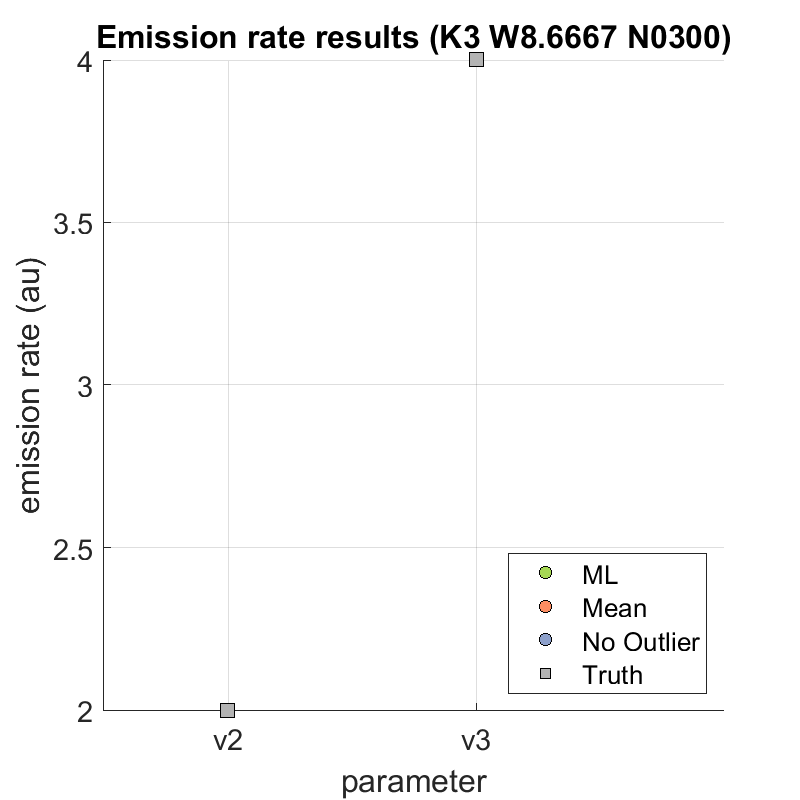 Emission rate results (K3 W8.6667 N0300)
4
3.5
3
2.5
2
emission rate (au)
ML
Mean
No Outlier
Truth
v2 v3
parameter